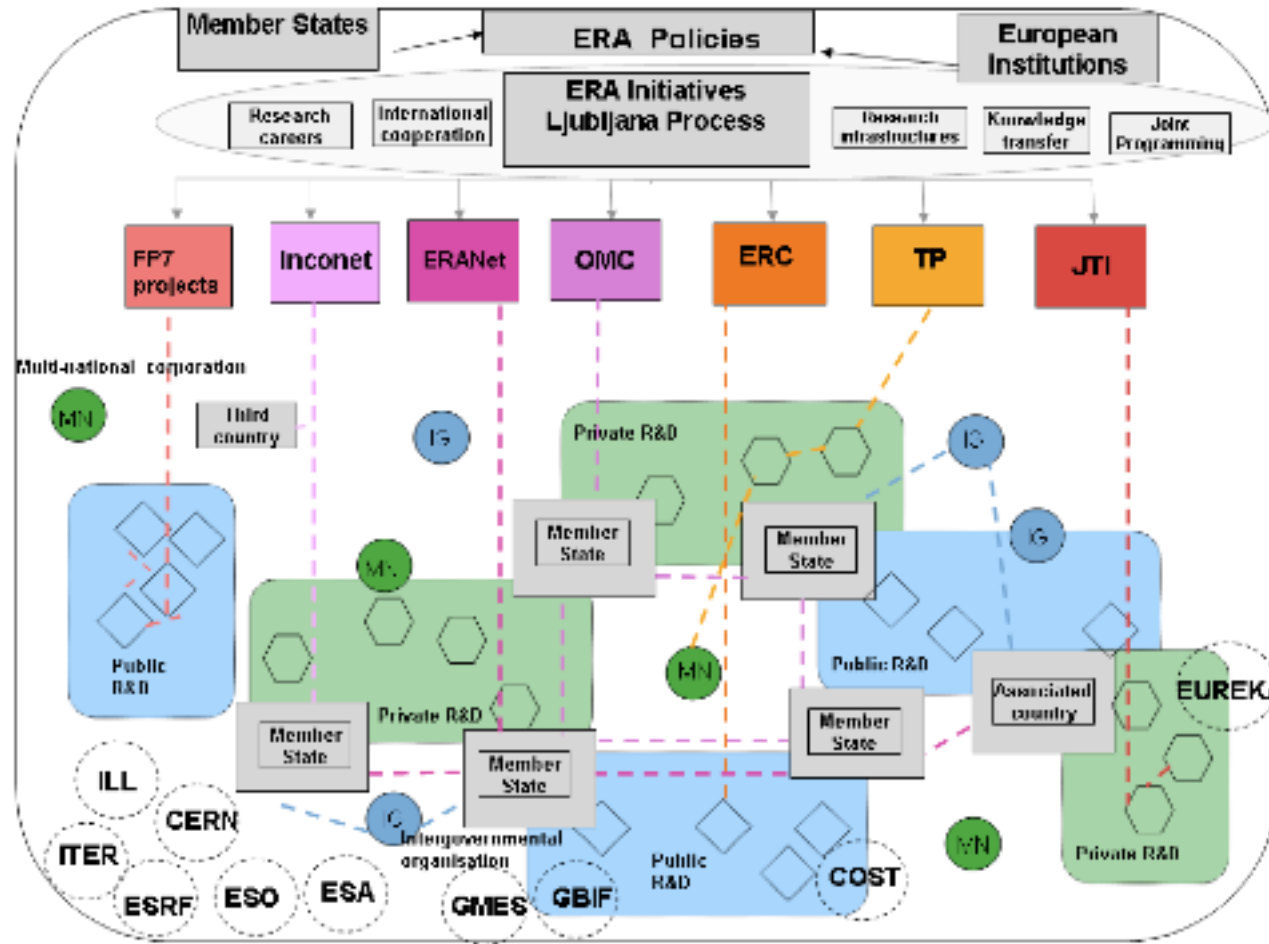 Member States
ERA Policies
European
Institutions
ERA Initiatives
Ljubljana Process
Research
careers
International
cooperation
Research
infrastructures
Knowledge
transfer
Joint
Programming
FP7
projects
Inconet
ERANet
OMC
ERC
TP
JTI
Multi-national corporation
MN
Third
country
IG
Private R&D
IG
IG
Member
State
Member
State
MN
Public
R&D
Private R&D
MN
Public R&D
Associated
country
EUREKA
Member
State
Member
State
Member
State
ILL
CERN
IG
Intergovernmental
organisation
Public
R&D
MN
Private R&D
ITER
ESRF
ESO
ESA
GMES
GBIF
COST